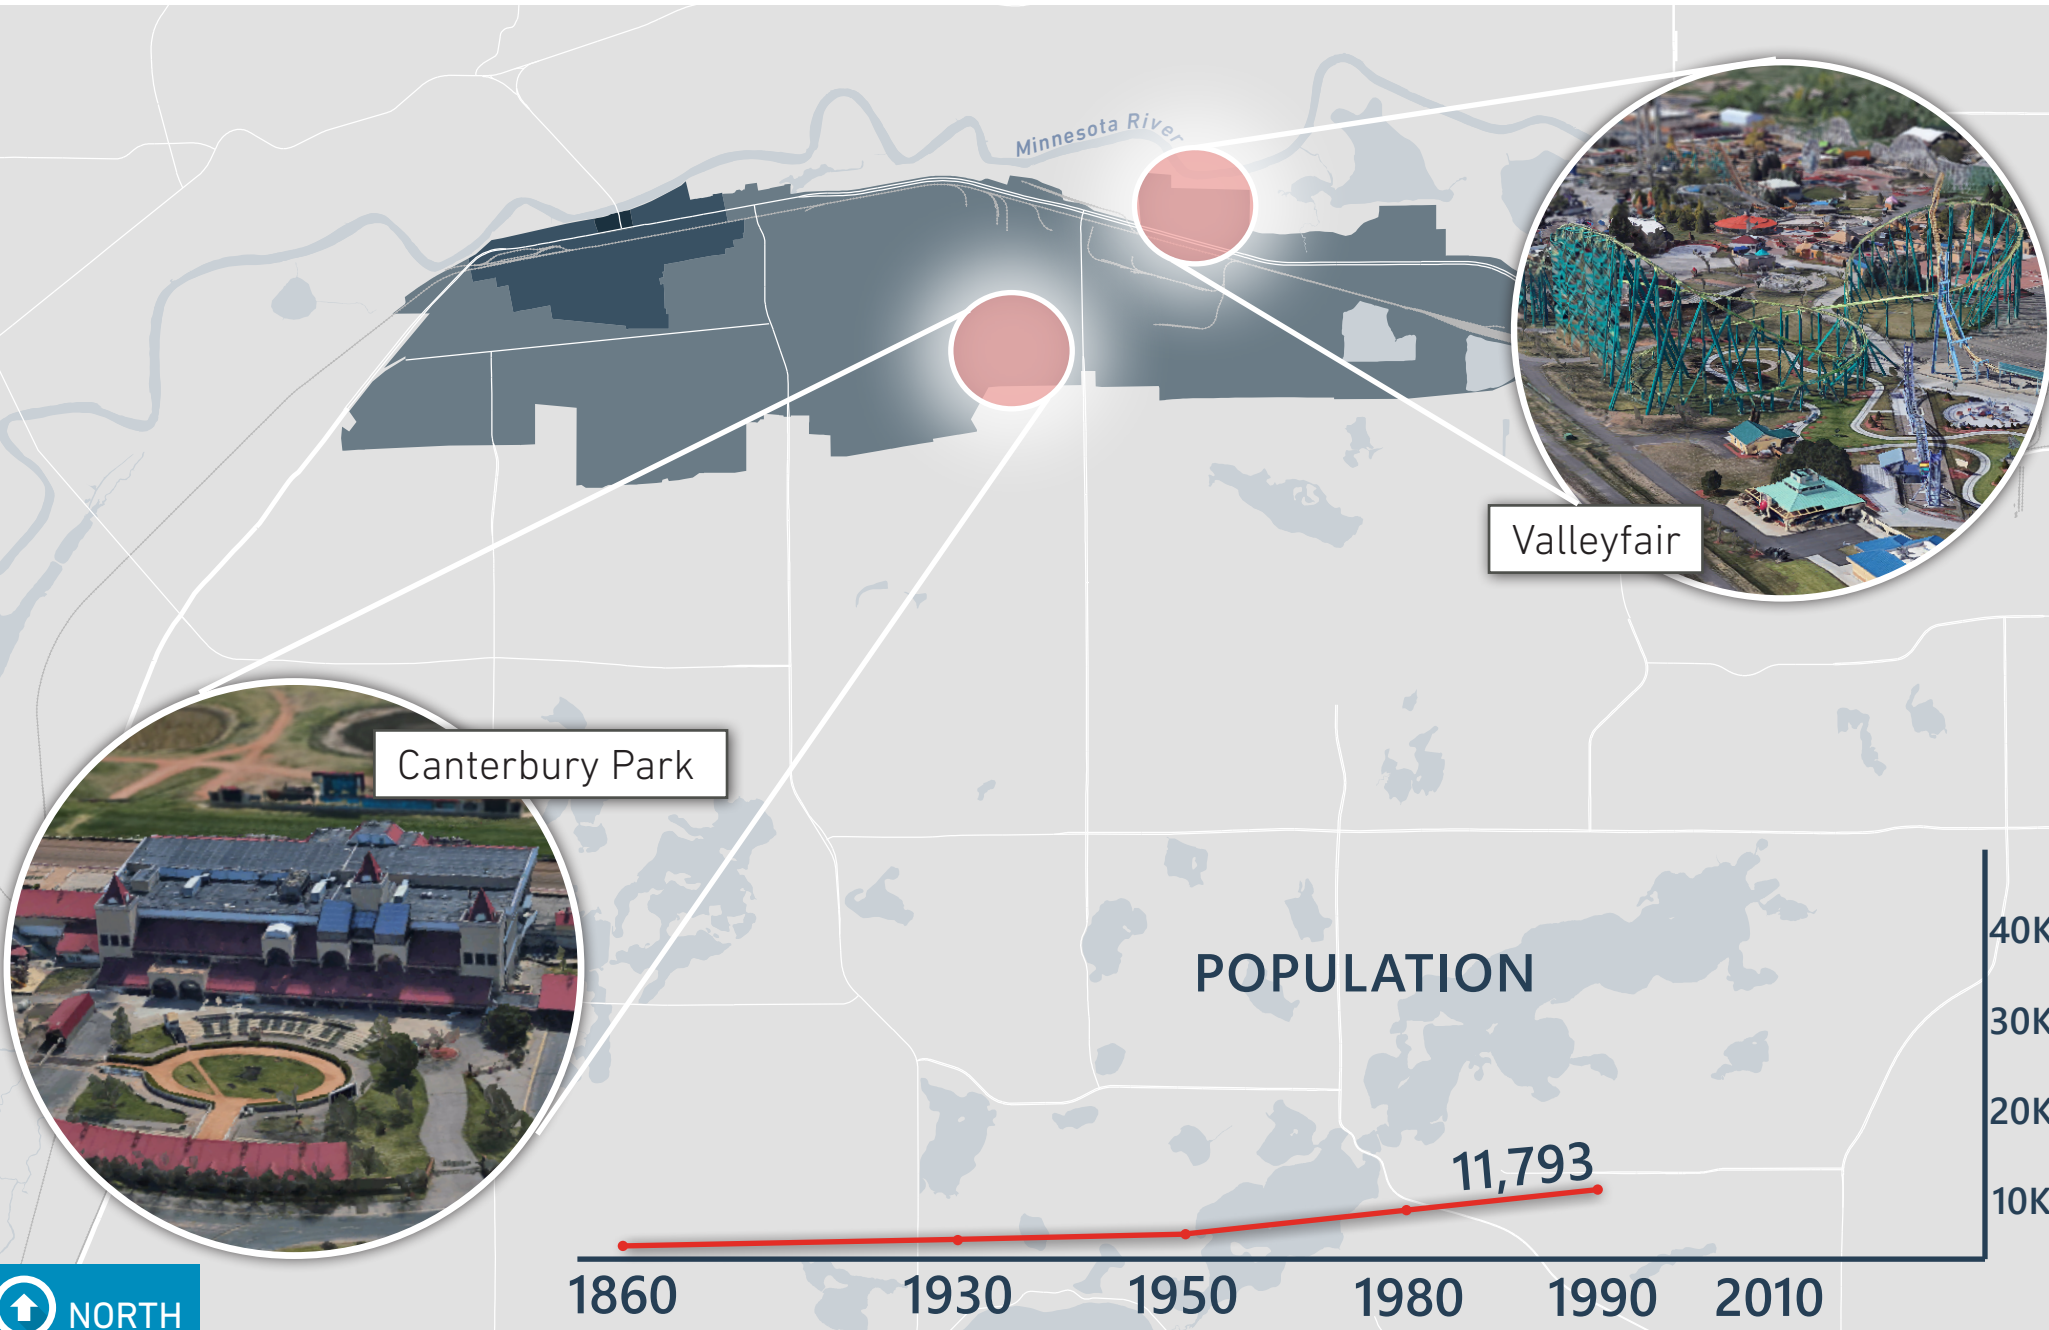 Minnesota River
Valleyfair
Canterbury Park
POPULATION
40K
30K
20K
10K
11,793
1860 1930 1950 1980 1990 2010
NORTH